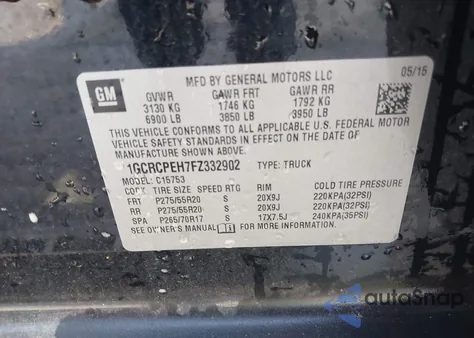 MFD BY GENERAL MOTORS LLC
05/15
GM
GVWR GAWR FRT GAWR RR
3130 KG 1746 KG 1792 KG
6900 LB 3850 LB 3950 LB
THIS VEHICLE CONFORMS TO ALL APPLICABLE U.S. FEDERAL MOTOR
VEHICLE SAFETY STANDARDS IN EFFECT ON THE DATE OF
MANUFACTURE SHOWN ABOVE.
1GCRCPEH7FZ332902 TYPE: TRUCK
MODEL: C15753
CODE TIRE SIZE SPEED RTG RIM COLD TIRE PRESSURE
FRT P275/55R20 S 20X9J 220KPA(32PSI)
RR P275/55R20 S 20X9J 220KPA(32PSI)
SPA P265/70R17 S 17X7.5J 240KPA(35PSI)
SEE OWNER'S MANUAL FOR MORE INFORMATION.
autoSnap